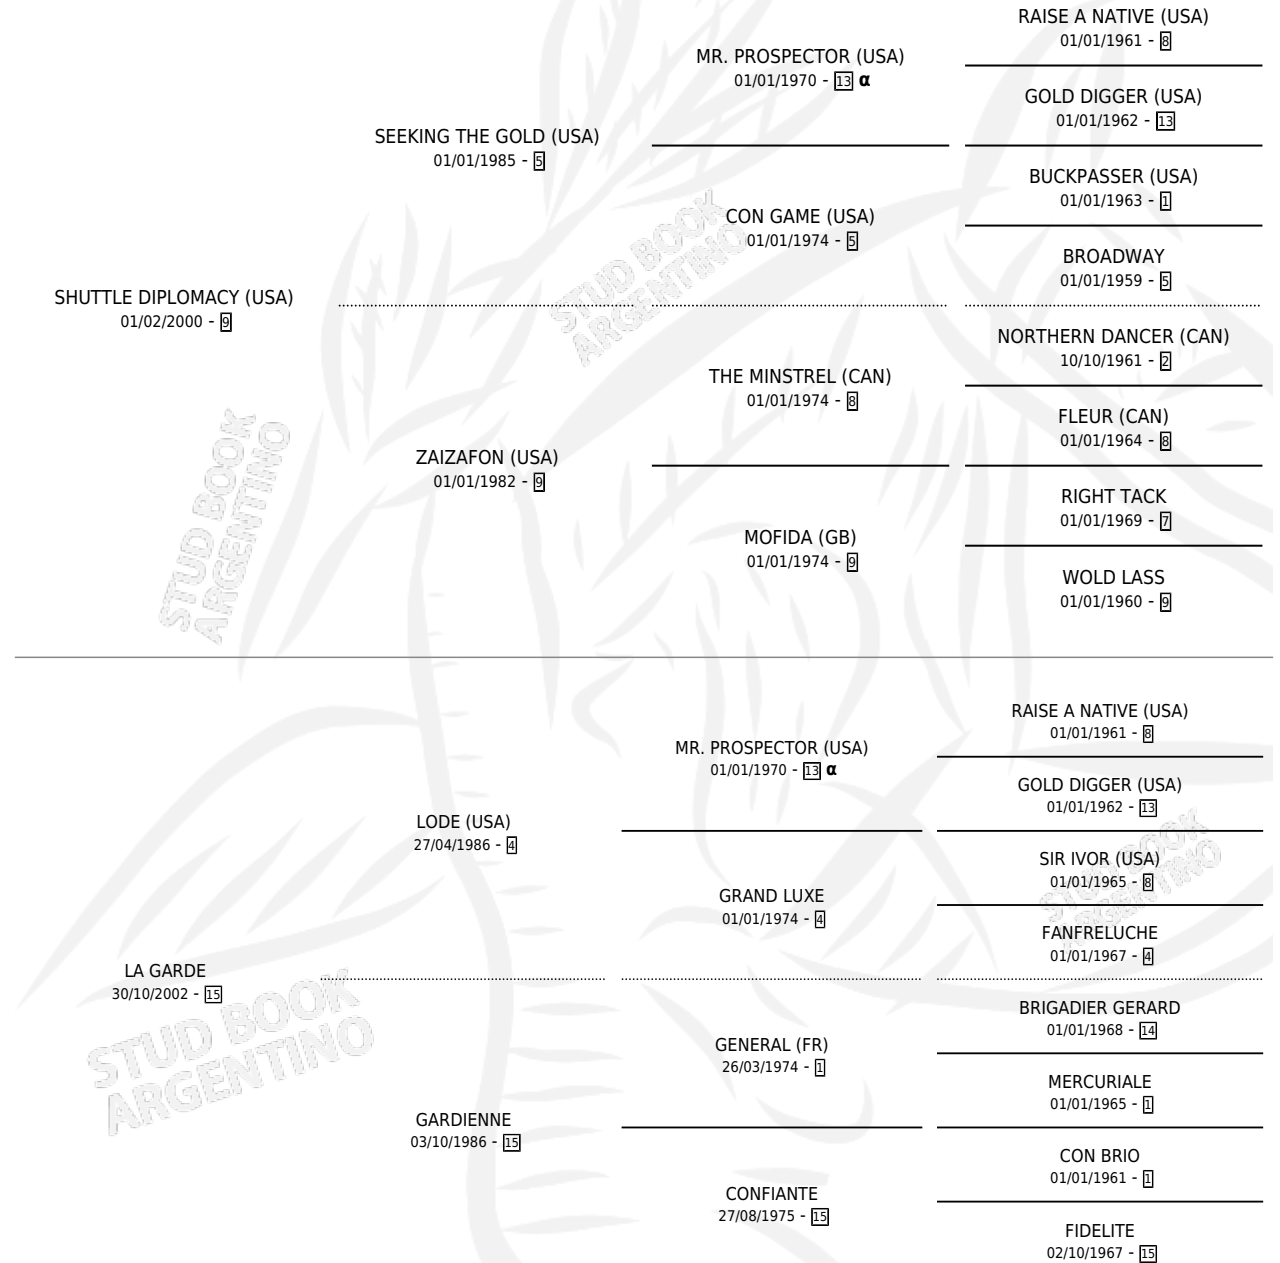 RAISE A NATIVE (USA)
01/01/1961 - 8
MR. PROSPECTOR (USA)
01/01/1970 - 13 α
GOLD DIGGER (USA)
01/01/1962 - 13
SEEKING THE GOLD (USA)
01/01/1985 - 5
BUCKPASSER (USA)
01/01/1963 - 1
CON GAME (USA)
01/01/1974 - 5
BROADWAY
01/01/1959 - 5
SHUTTLE DIPLOMACY (USA)
01/02/2000 - 9
NORTHERN DANCER (CAN)
10/10/1961 - 2
THE MINSTREL (CAN)
01/01/1974 - 8
FLEUR (CAN)
01/01/1964 - 8
ZAIZAFON (USA)
01/01/1982 - 9
RIGHT TACK
01/01/1969 - 7
MOFIDA (GB)
01/01/1974 - 9
WOLD LASS
01/01/1960 - 9
STUD BOOK
ARGENTINO
STUD BOOK
ARGENTINO
RAISE A NATIVE (USA)
01/01/1961 - 8
MR. PROSPECTOR (USA)
01/01/1970 - 13 α
GOLD DIGGER (USA)
01/01/1962 - 13
LODE (USA)
27/04/1986 - 4
SIR IVOR (USA)
01/01/1965 - 8
GRAND LUXE
01/01/1974 - 4
FANFRELUCHE
01/01/1967 - 4
LA GARDE
30/10/2002 - 15
BRIGADIER GERARD
01/01/1968 - 14
GENERAL (FR)
26/03/1974 - 1
MERCURIALE
01/01/1965 - 1
GARDIENNE
03/10/1986 - 15
CON BRIO
01/01/1961 - 1
CONFIANTE
27/08/1975 - 15
FIDELITE
02/10/1967 - 15
STUD BOOK
ARGENTINO
STUD BOOK
ARGENTINO